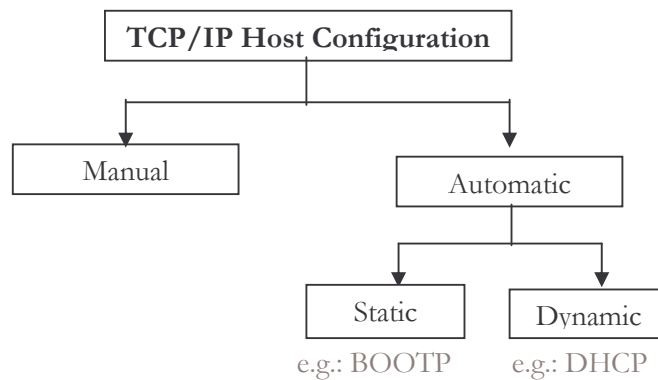 TCP/IP Host Configuration
Manual
Automatic
Static
Dynamic
e.g.: BOOTP
e.g.: DHCP